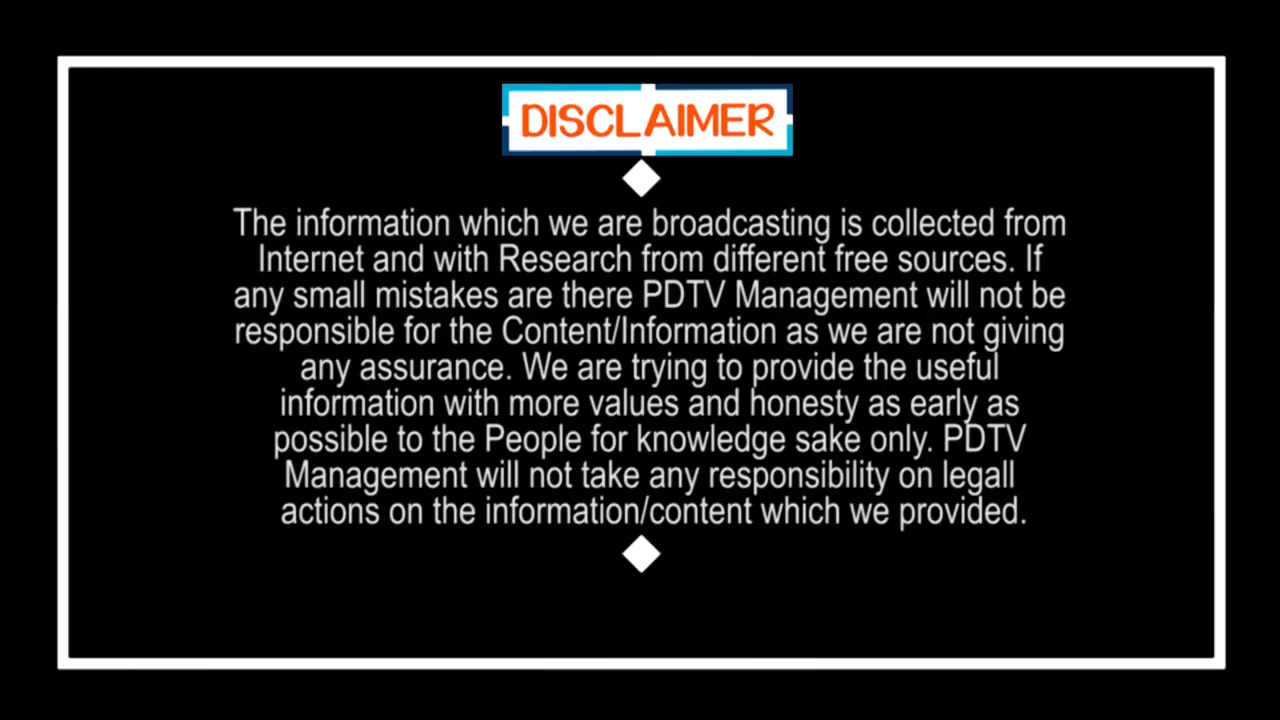 DISCLAIMER
The information which we are broadcasting is collected from
Internet and with Research from different free sources. If
any small mistakes are there PDTV Management will not be
responsible for the Content/Information as we are not giving
any assurance. We are trying to provide the useful
information with more values and honesty as early as
possible to the People for knowledge sake only. PDTV
Management will not take any responsibility on legall
actions on the information/content which we provided.